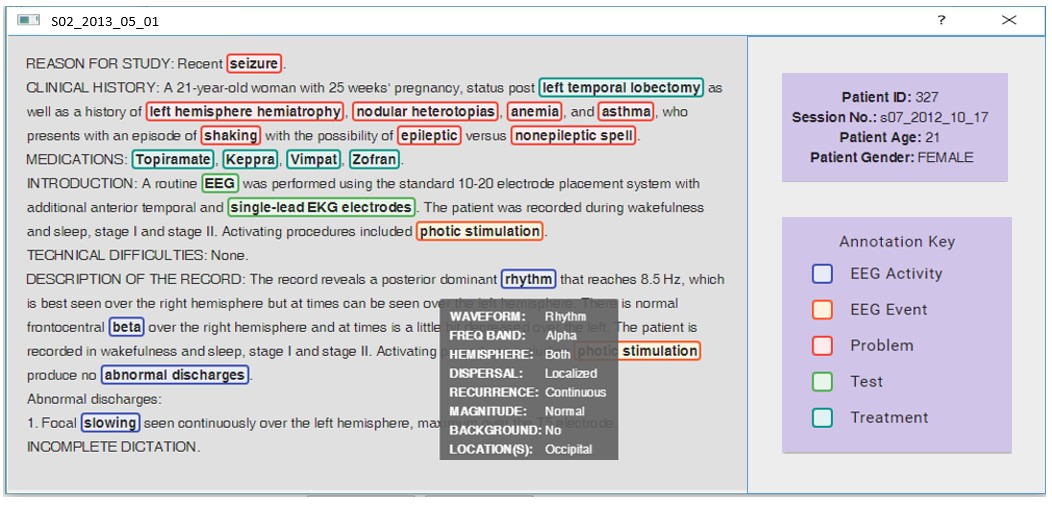 S02_2013_05_01 ?
REASON FOR STUDY: Recent seizure.
CLINICAL HISTORY: A 21-year-old woman with 25 weeks' pregnancy, status post left temporal lobectomy as
well as a history of left hemisphere hemiatrophy, nodular heterotopias, anemia, and asthma, who
presents with an episode of shaking with the possibility of epileptic versus nonepileptic spell.
MEDICATIONS: Topiramate, Keppra, Vimpat, Zofran.
INTRODUCTION: A routine EEG was performed using the standard 10-20 electrode placement system with
additional anterior temporal and single-lead EKG electrodes. The patient was recorded during wakefulness
and sleep, stage I and stage II. Activating procedures included photic stimulation.
TECHNICAL DIFFICULTIES: None.
DESCRIPTION OF THE RECORD: The record reveals a posterior dominant rhythm that reaches 8.5 Hz, which
is best seen over the right hemisphere but at times can be seen over the left hemisphere. There is normal
frontocentral beta over the right hemisphere and at times is a little bit decreased over the left. The patient is
recorded in wakefulness and sleep, stage I and stage II. Activating photic stimulation
produce no abnormal discharges.
Abnormal discharges:
1. Focal slowing seen continuously over the left hemisphere, electrode.
INCOMPLETE DICTATION.
WAVEFORM: Rhythm
FREQ BAND: Alpha
HEMISPHERE: Both
DISPERSAL: Localized
RECURRENCE: Continuous
MAGNITUDE: Normal
BACKGROUND: No
LOCATION(S): Occipital
Patient ID: 327
Session No.: s07_2012_10_17
Patient Age: 21
Patient Gender: FEMALE
Annotation Key
EEG Activity
EEG Event
Problem
Test
Treatment